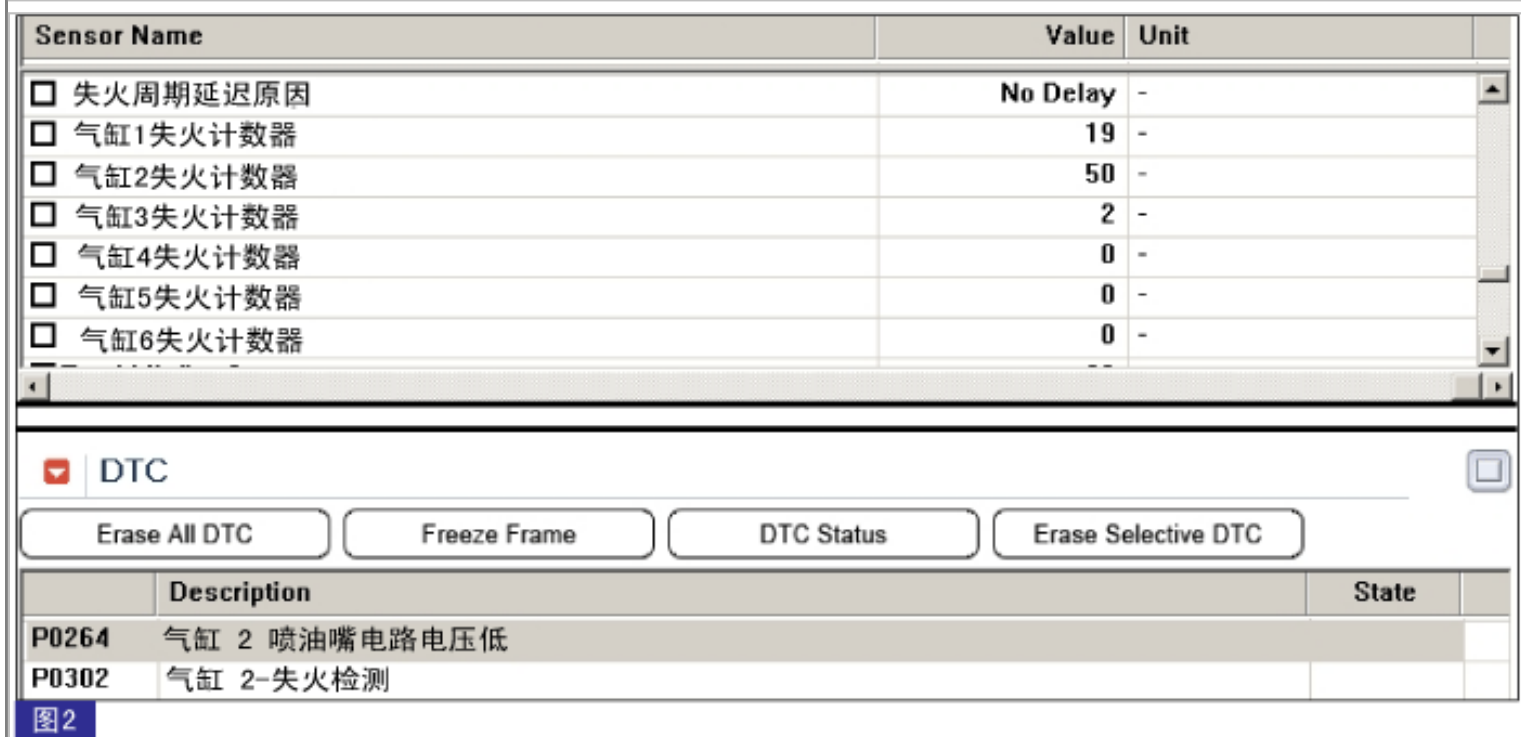 Sensor Name Value Unit
失火周期延迟原因 No Delay -
气缸1失火计数器 19 -
气缸2失火计数器 50 -
气缸3失火计数器 2 -
气缸4失火计数器 0 -
气缸5失火计数器 0 -
气缸6失火计数器 0 -
DTC
Erase All DTC Freeze Frame DTC Status Erase Selective DTC
Description State
P0264 气缸 2 喷油嘴电路电压低
P0302 气缸 2-失火检测
图2